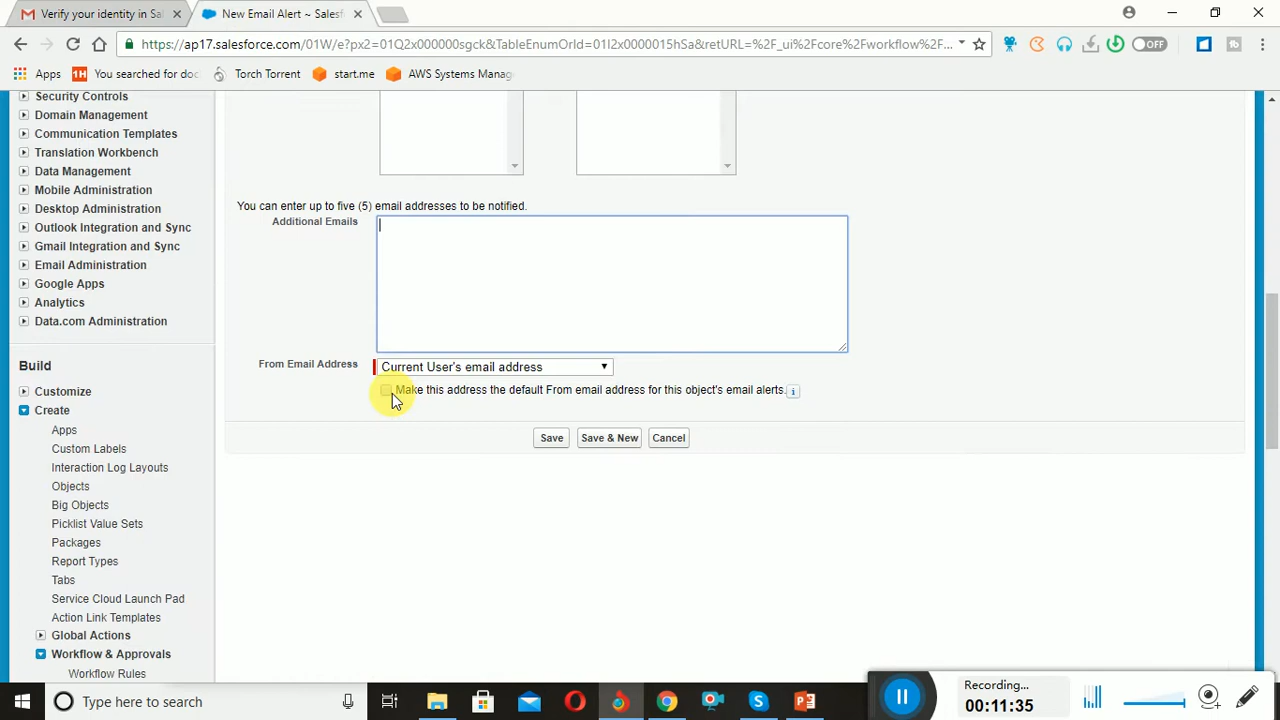 Verify your identity in Sa
New Email Alert ~ Salesf
https://ap17.salesforce.com/01W/e?px2=01Q2x000000sgcd&TableEnumOrId=01I2x0000015hSa&retURL=%2F_ui%2Fcore%2Fworkflow%2F...
OFF
Apps
You searched for doc
Torch Torrent
start.me
AWS Systems Manag
Security Controls
Domain Management
Communication Templates
Translation Workbench
Data Management
Mobile Administration
Desktop Administration
Outlook Integration and Sync
Gmail Integration and Sync
Email Administration
Google Apps
Analytics
Data.com Administration
Build
Customize
Create
Apps
Custom Labels
Interaction Log Layouts
Objects
Big Objects
Picklist Value Sets
Packages
Report Types
Tabs
Service Cloud Launch Pad
Action Link Templates
Global Actions
Workflow & Approvals
Workflow Rules
You can enter up to five (5) email addresses to be notified.
Additional Emails
From Email Address
Current User's email address
Make this address the default From email address for this object's email alerts.
Save
Save & New
Cancel
Type here to search
Recording...
00:11:35